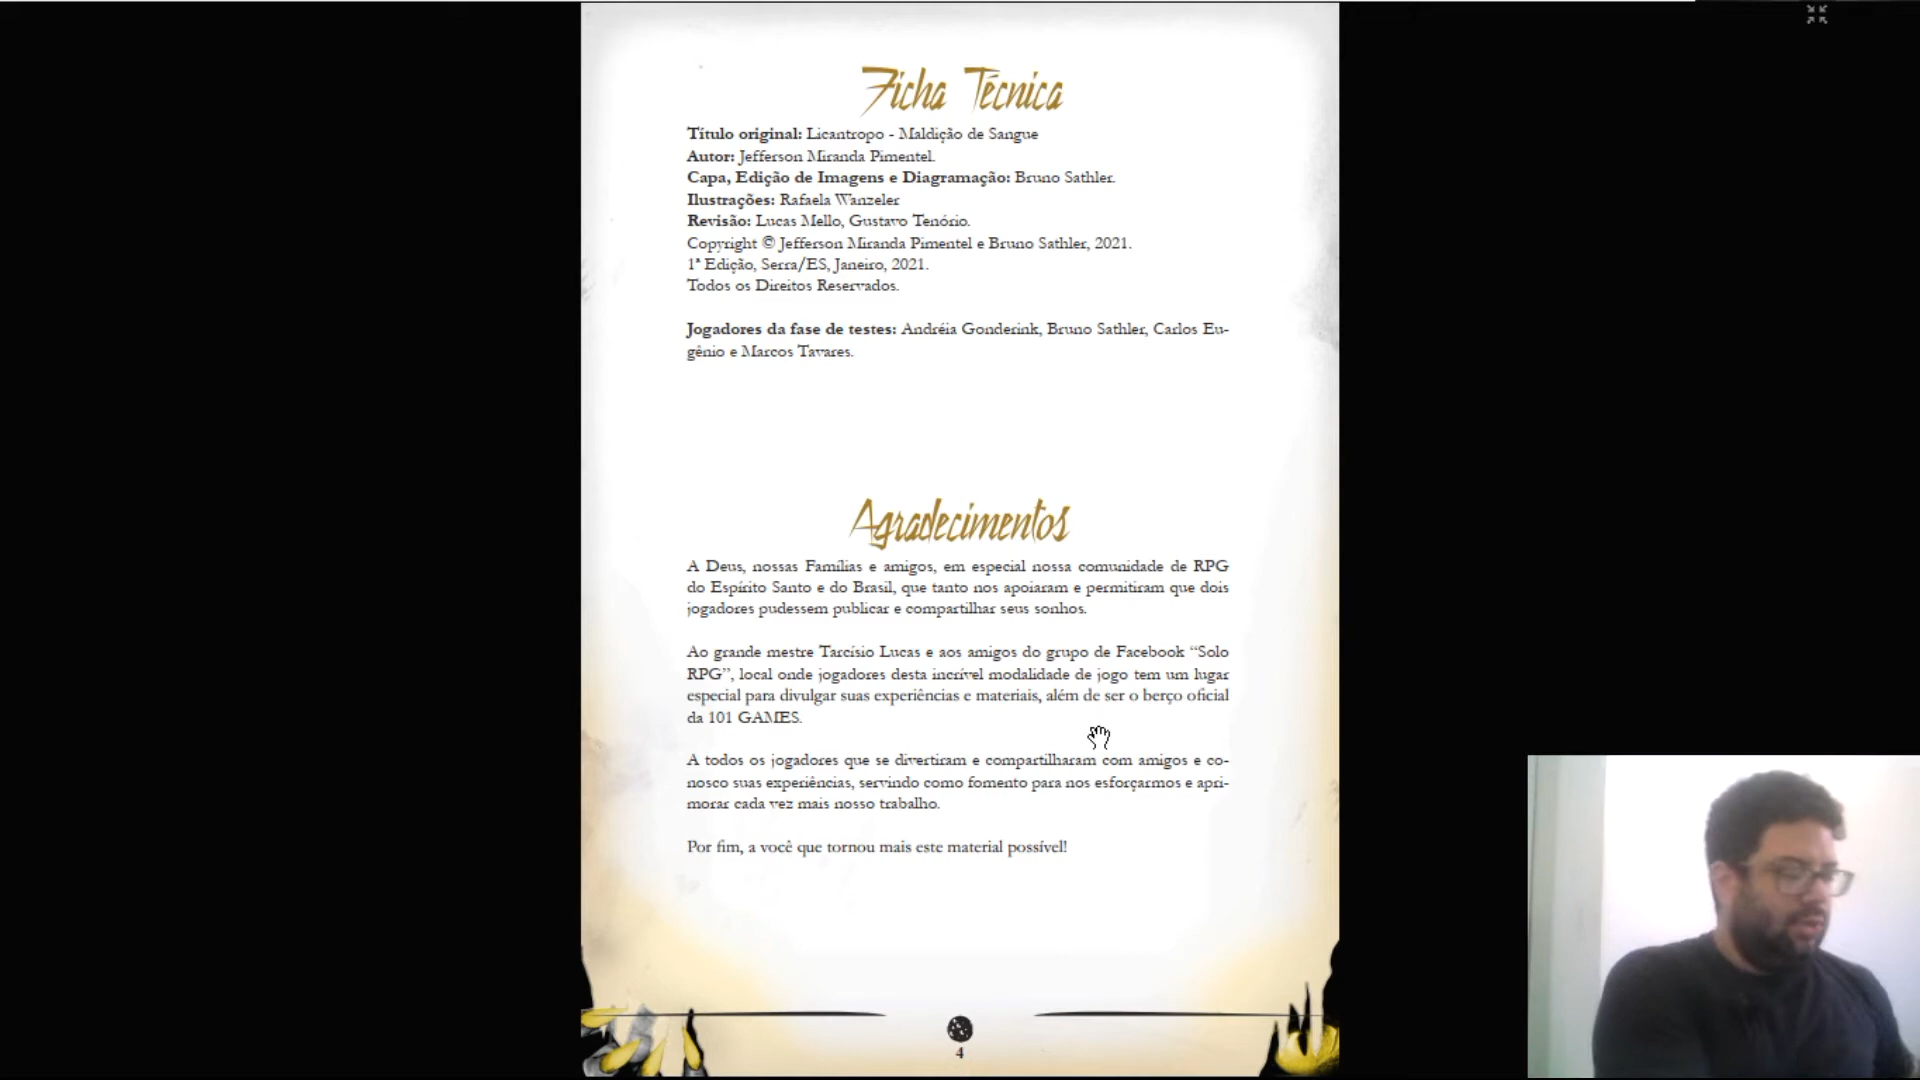 Ficha Técnica
Título original: Licantropo - Maldição de Sangue
Autor: Jefferson Miranda Pimentel.
Capa, Edição de Imagens e Diagramação: Bruno Sathler.
Ilustrações: Rafaela Wanzeler
Revisão: Lucas Mello, Gustavo Tenório.
Copyright © Jefferson Miranda Pimentel e Bruno Sathler, 2021.
1ª Edição, Serra/ES, Janeiro, 2021.
Todos os Direitos Reservados.
Jogadores da fase de testes: Andréia Gonderink, Bruno Sathler, Carlos Eu-
gênio e Marcos Tavares.
Agradecimentos
A Deus, nossas Famílias e amigos, em especial nossa comunidade de RPG
do Espírito Santo e do Brasil, que tanto nos apoiaram e permitiram que dois
jogadores pudessem publicar e compartilhar seus sonhos.
Ao grande mestre Tarcísio Lucas e aos amigos do grupo de Facebook “Solo
RPG”, local onde jogadores desta incrível modalidade de jogo tem um lugar
especial para divulgar suas experiências e materiais, além de ser o berço oficial
da 101 GAMES.
A todos os jogadores que se divertiram e compartilharam com amigos e co-
nosco suas experiências, servindo como fomento para nos esforçarmos e apri-
morar cada vez mais nosso trabalho.
Por fim, a você que tornou mais este material possível!
4